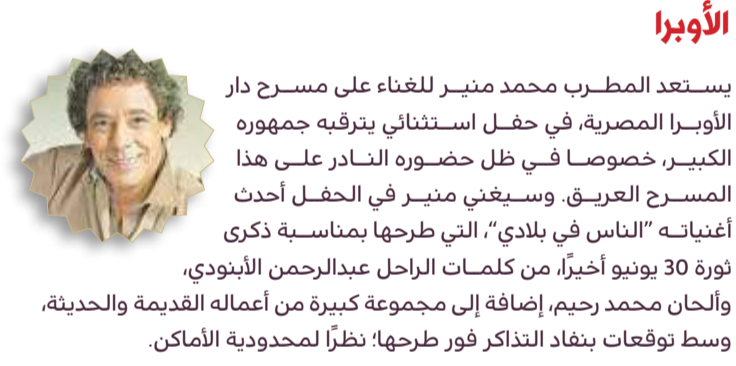 الأوبرا
يستعد المطرب محمد منير للغناء على مسرح دار
الأوبرا المصرية، في حفل استثنائي يترقبه جمهوره
الكبير، خصوصا في ظل حضوره النادر على هذا
المسرح العريق. وسيغني منير في الحفل أحدث
أغنياته ”الناس في بلادي“، التي طرحها بمناسبة ذكرى
ثورة 30 يونيو أخيرًا، من كلمات الراحل عبدالرحمن الأبنودي،
وألحان محمد رحيم، إضافة إلى مجموعة كبيرة من أعماله القديمة والحديثة،
وسط توقعات بنفاد التذاكر فور طرحها؛ نظرًا لمحدودية الأماكن.